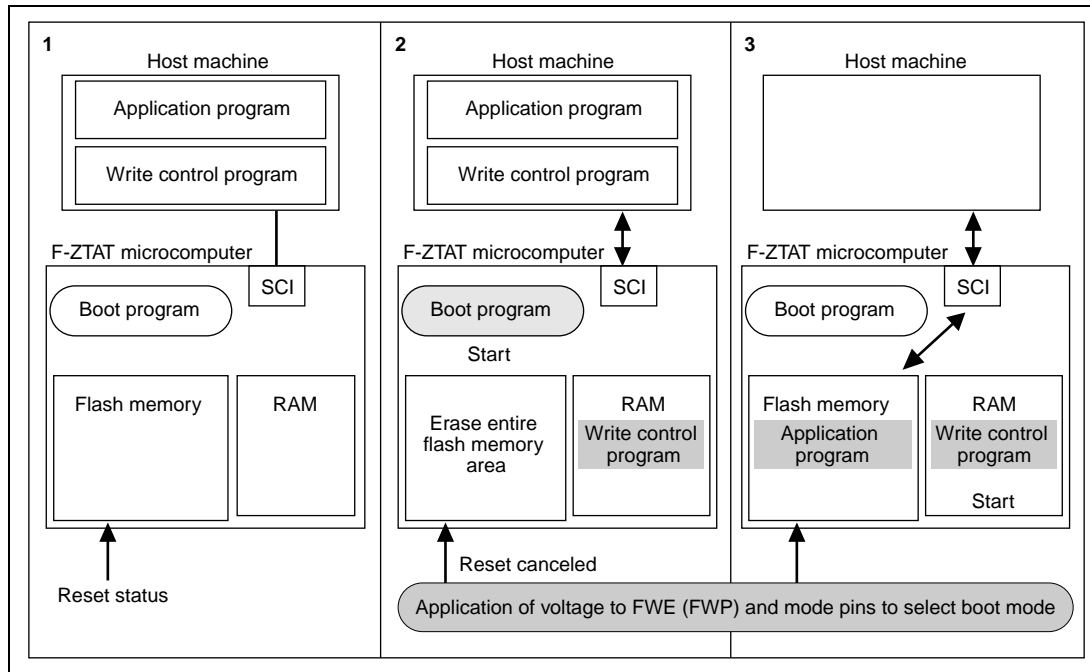 1
Host machine
Application program
Write control program
F-ZTAT microcomputer
SCI
Boot program
Flash memory
RAM
Reset status
2
Host machine
Application program
Write control program
F-ZTAT microcomputer
SCI
Boot program
Start
Erase entire
flash memory
area
RAM
Write control
program
Reset canceled
3
Host machine
F-ZTAT microcomputer
SCI
Boot program
Flash memory
Application
program
RAM
Write control
program
Start
Application of voltage to FWE (FWP) and mode pins to select boot mode